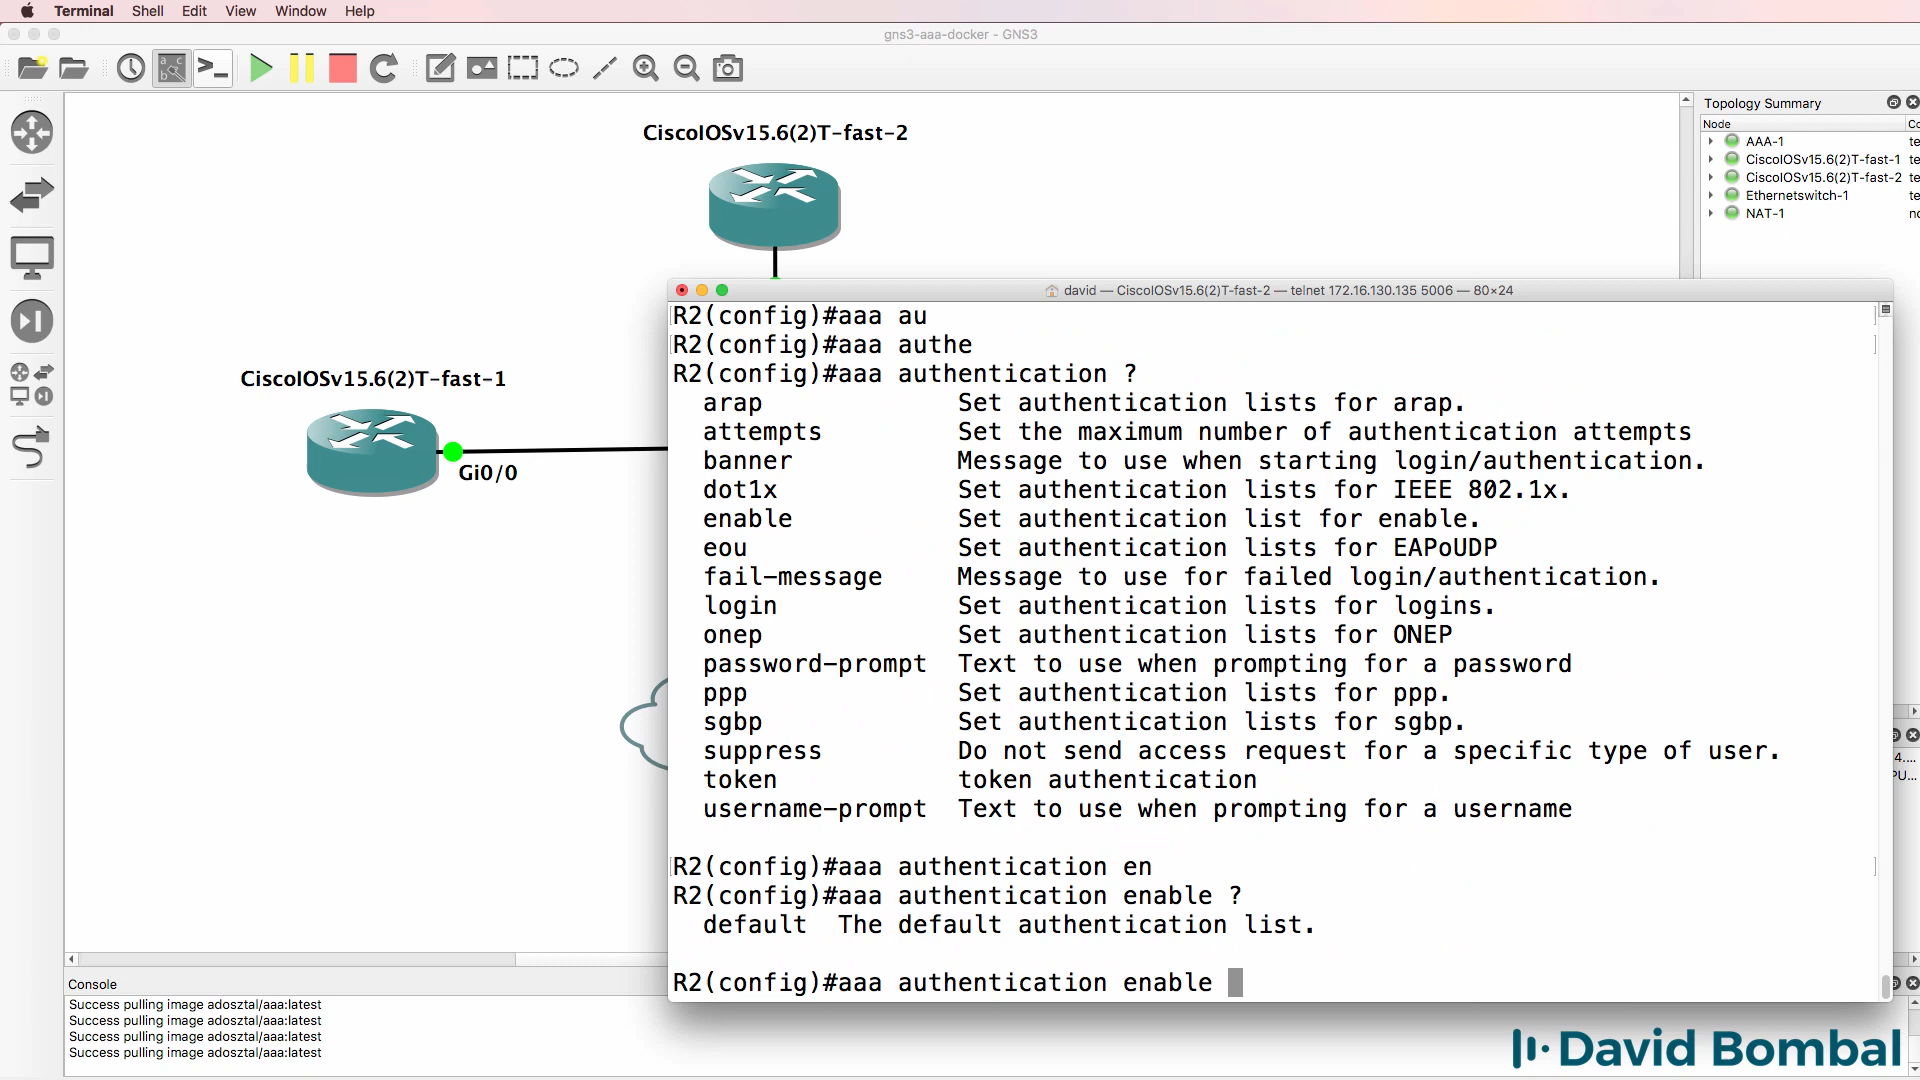 Terminal Shell Edit View Window Help
gns3-aaa-docker - GNS3
Topology Summary
Node
AAA-1 te
CiscoIOSv15.6(2)T-fast-1 te
CiscoIOSv15.6(2)T-fast-2 te
Ethernetswitch-1 te
NAT-1 no
CiscoIOSv15.6(2)T-fast-2
CiscoIOSv15.6(2)T-fast-1
Gi0/0
david — CiscoIOSv15.6(2)T-fast-2 — telnet 172.16.130.135 5006 — 80×24
R2(config)#aaa au
R2(config)#aaa authe
R2(config)#aaa authentication ?
arap Set authentication lists for arap.
attempts Set the maximum number of authentication attempts
banner Message to use when starting login/authentication.
dot1x Set authentication lists for IEEE 802.1x.
enable Set authentication list for enable.
eou Set authentication lists for EAPoUDP
fail-message Message to use for failed login/authentication.
login Set authentication lists for logins.
onep Set authentication lists for ONEP
password-prompt Text to use when prompting for a password
ppp Set authentication lists for ppp.
sgbp Set authentication lists for sgbp.
suppress Do not send access request for a specific type of user.
token token authentication
username-prompt Text to use when prompting for a username
R2(config)#aaa authentication en
R2(config)#aaa authentication enable ?
default The default authentication list.
R2(config)#aaa authentication enable
Console
Success pulling image adosztal/aaa:latest
Success pulling image adosztal/aaa:latest
Success pulling image adosztal/aaa:latest
Success pulling image adosztal/aaa:latest
David Bombal